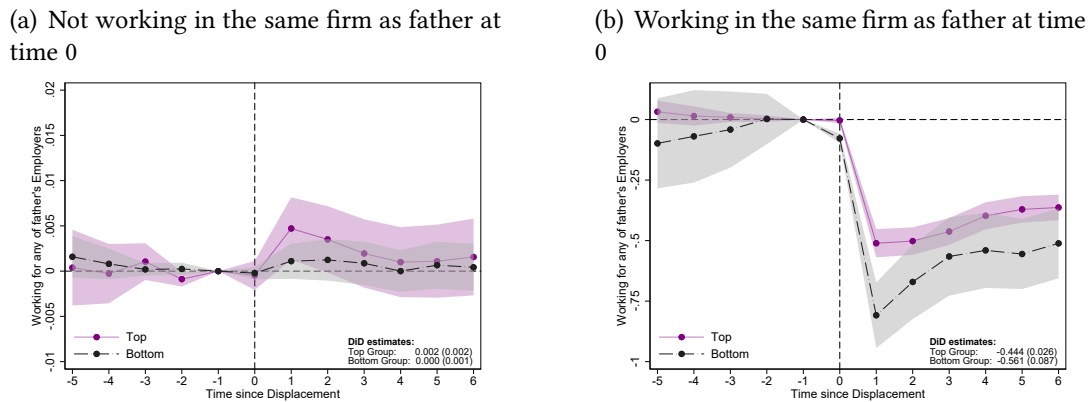 (a) Not working in the same firm as father at
time 0
Working for any of father's Employers
.02
.015
.01
.005
0
-.005
-.01
Top
Bottom
DiD estimates:
Top Group: 0.002 (0.002)
Bottom Group: 0.000 (0.001)
-5 -4 -3 -2 -1 0 1 2 3 4 5 6
Time since Displacement
(b) Working in the same firm as father at time
0
Working for any of father's Employers
0
-.25
-.5
-.75
-1
Top
Bottom
DiD estimates:
Top Group: -0.444 (0.026)
Bottom Group: -0.561 (0.087)
-5 -4 -3 -2 -1 0 1 2 3 4 5 6
Time since Displacement